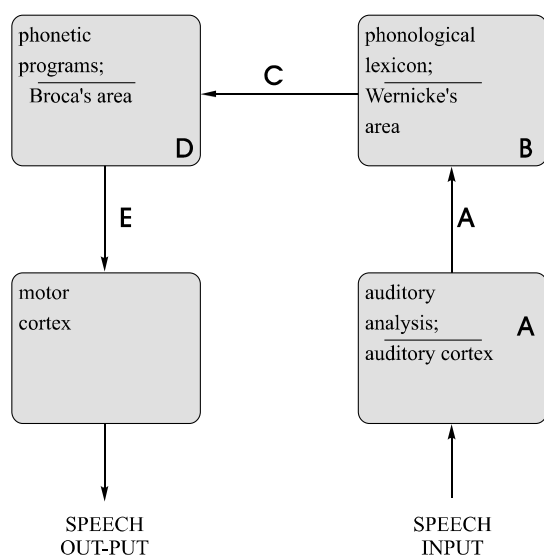 phonetic
programs;
Broca's area
D
C
phonological
lexicon;
Wernicke's
area
B
E
A
motor
cortex
auditory
analysis;
auditory cortex
A
SPEECH
OUT-PUT
SPEECH
INPUT